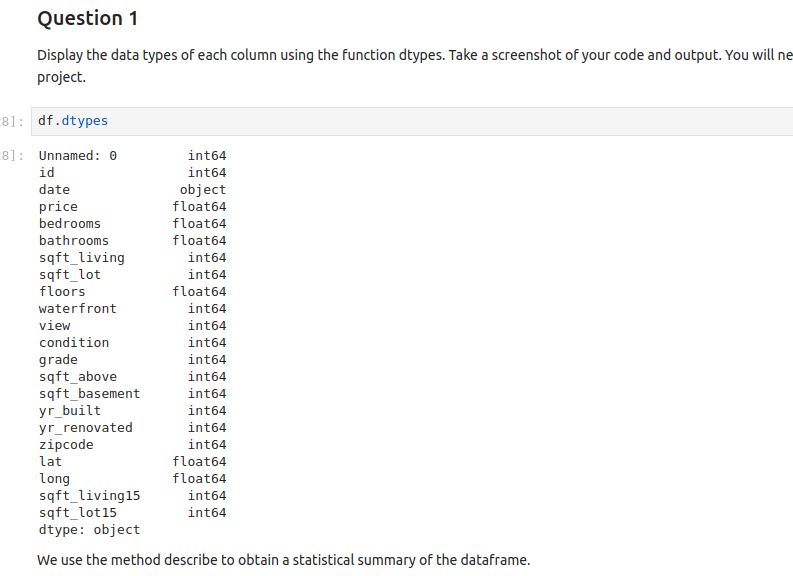 Question 1
Display the data types of each column using the function dtypes. Take a screenshot of your code and output. You will ne
project.
8]: df.dtypes
8]: Unnamed: 0 int64
id int64
date object
price float64
bedrooms float64
bathrooms float64
sqft_living int64
sqft_lot int64
floors float64
waterfront int64
view int64
condition int64
grade int64
sqft_above int64
sqft_basement int64
yr_built int64
yr_renovated int64
zipcode int64
lat float64
long float64
sqft_living15 int64
sqft_lot15 int64
dtype: object
We use the method describe to obtain a statistical summary of the dataframe.